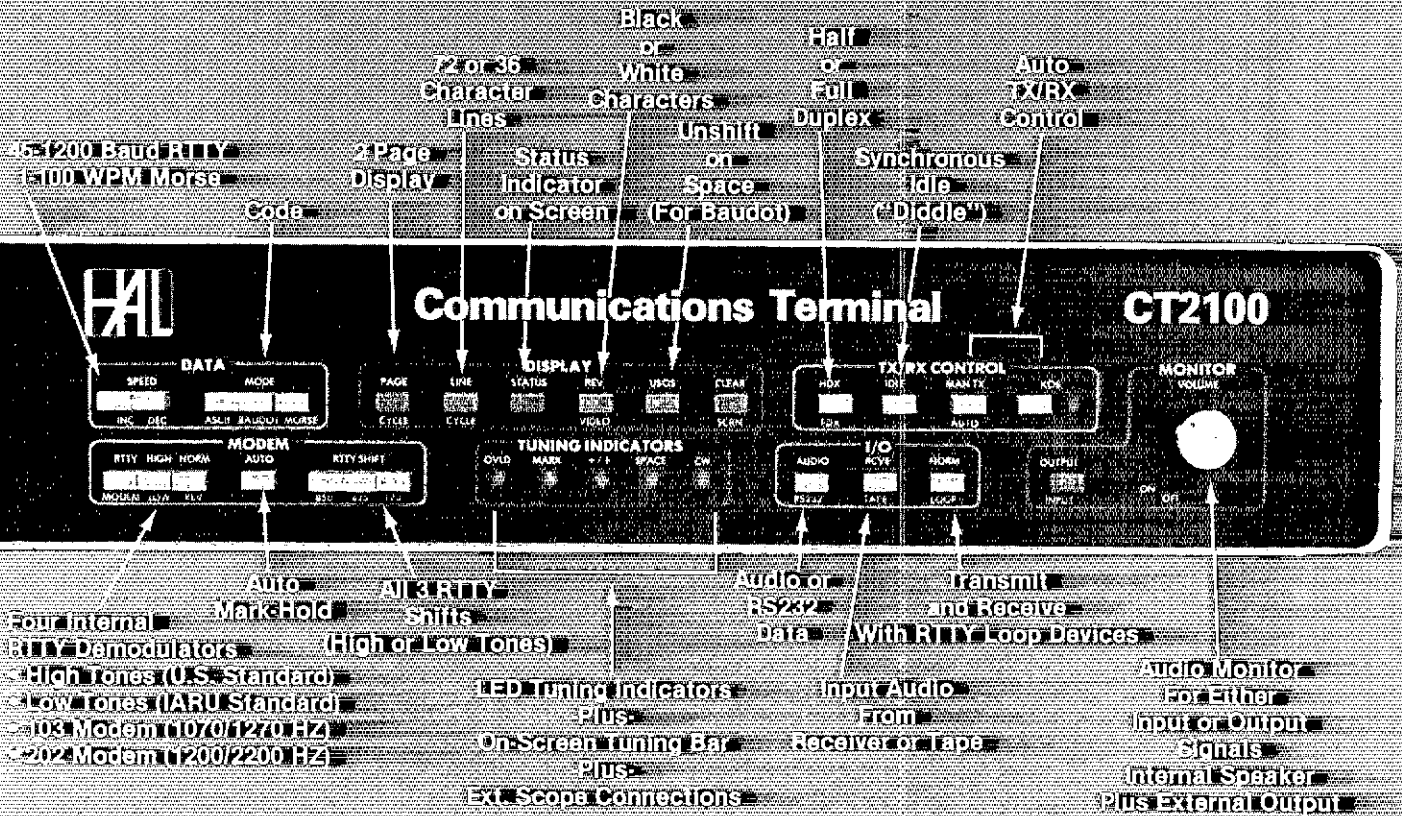 Black
or
White
Characters
Half
or
Full
Duplex
72 or 36
Character
Lines
Auto
TX/RX
Control
Unshift
on
Space
(For Baudot)
45-1200 Baud RTTY
1-100 WPM Morse
2 Page
Display
Status
Indicator
on Screen
Synchronous
Idle
("Diddle")
Code
HAL
Communications Terminal
CT2100
DATA
SPEED
MODE
INC DEC
ASCII BAUDOT MORSE
DISPLAY
PAGE
LINE
STATUS
REV
USOS
CLEAR
CYCLE
CYCLE
VIDEO
SCRN
TX/RX CONTROL
HDX
IDLE
MAN TX
KOS
FDX
AUTO
MONITOR
VOLUME
MODEM
RTTY HIGH NORM
AUTO
RTTY SHIFT
MODEM LOW REV
850
TUNING INDICATORS
OVLD
MARK
+/-
SPACE
CW
I/O
AUDIO
RCVR
NORM
RS232
TAPE
LOOP
OUTPUT
INPUT
ON
OFF
Four Internal
RTTY Demodulators
High Tones (U.S. Standard)
Low Tones (IARU Standard)
103 Modem (1070/1270 HZ)
202 Modem (1200/2200 HZ)
Auto
Mark-Hold
All 3 RTTY
Shifts
(High or Low Tones)
LED Tuning Indicators
Plus-
On-Screen Tuning Bar
Plus-
Ext. Scope Connections
Audio or
RS232
Data
Input Audio
From
Receiver or Tape
Transmit
and Receive
With RTTY Loop Devices
Audio Monitor
For Either
Input or Output
Signals
Internal Speaker
Plus External Output